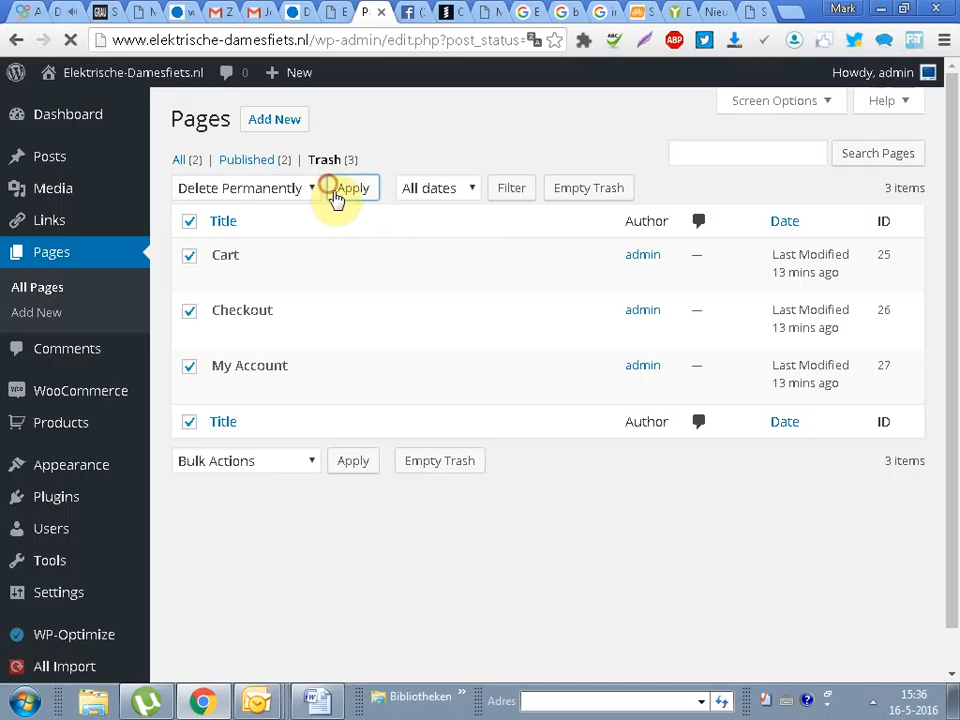 A
GRAU
S
N
w
Z
J
D
E
P
(
C
N
E
b
ir
S
D
Nieu
S
Mark
www.elektrische-damesfiets.nl/wp-admin/edit.php?post_status=
ABC
ABP
Elektrische-Damesfiets.nl
0
New
Howdy, admin
Dashboard
Posts
Media
Links
Pages
All Pages
Add New
Comments
WooCommerce
Products
Appearance
Plugins
Users
Tools
Settings
WP-Optimize
All Import
Pages
Add New
Screen Options
Help
All (2) | Published (2) | Trash (3)
Search Pages
Delete Permanently
Apply
All dates
Filter
Empty Trash
3 items
Title
Author
Date
ID
Cart
admin
—
Last Modified
13 mins ago
25
Checkout
admin
—
Last Modified
13 mins ago
26
My Account
admin
—
Last Modified
13 mins ago
27
Title
Author
Date
ID
Bulk Actions
Apply
Empty Trash
3 items
Bibliotheken
Adres
15:36
16-5-2016